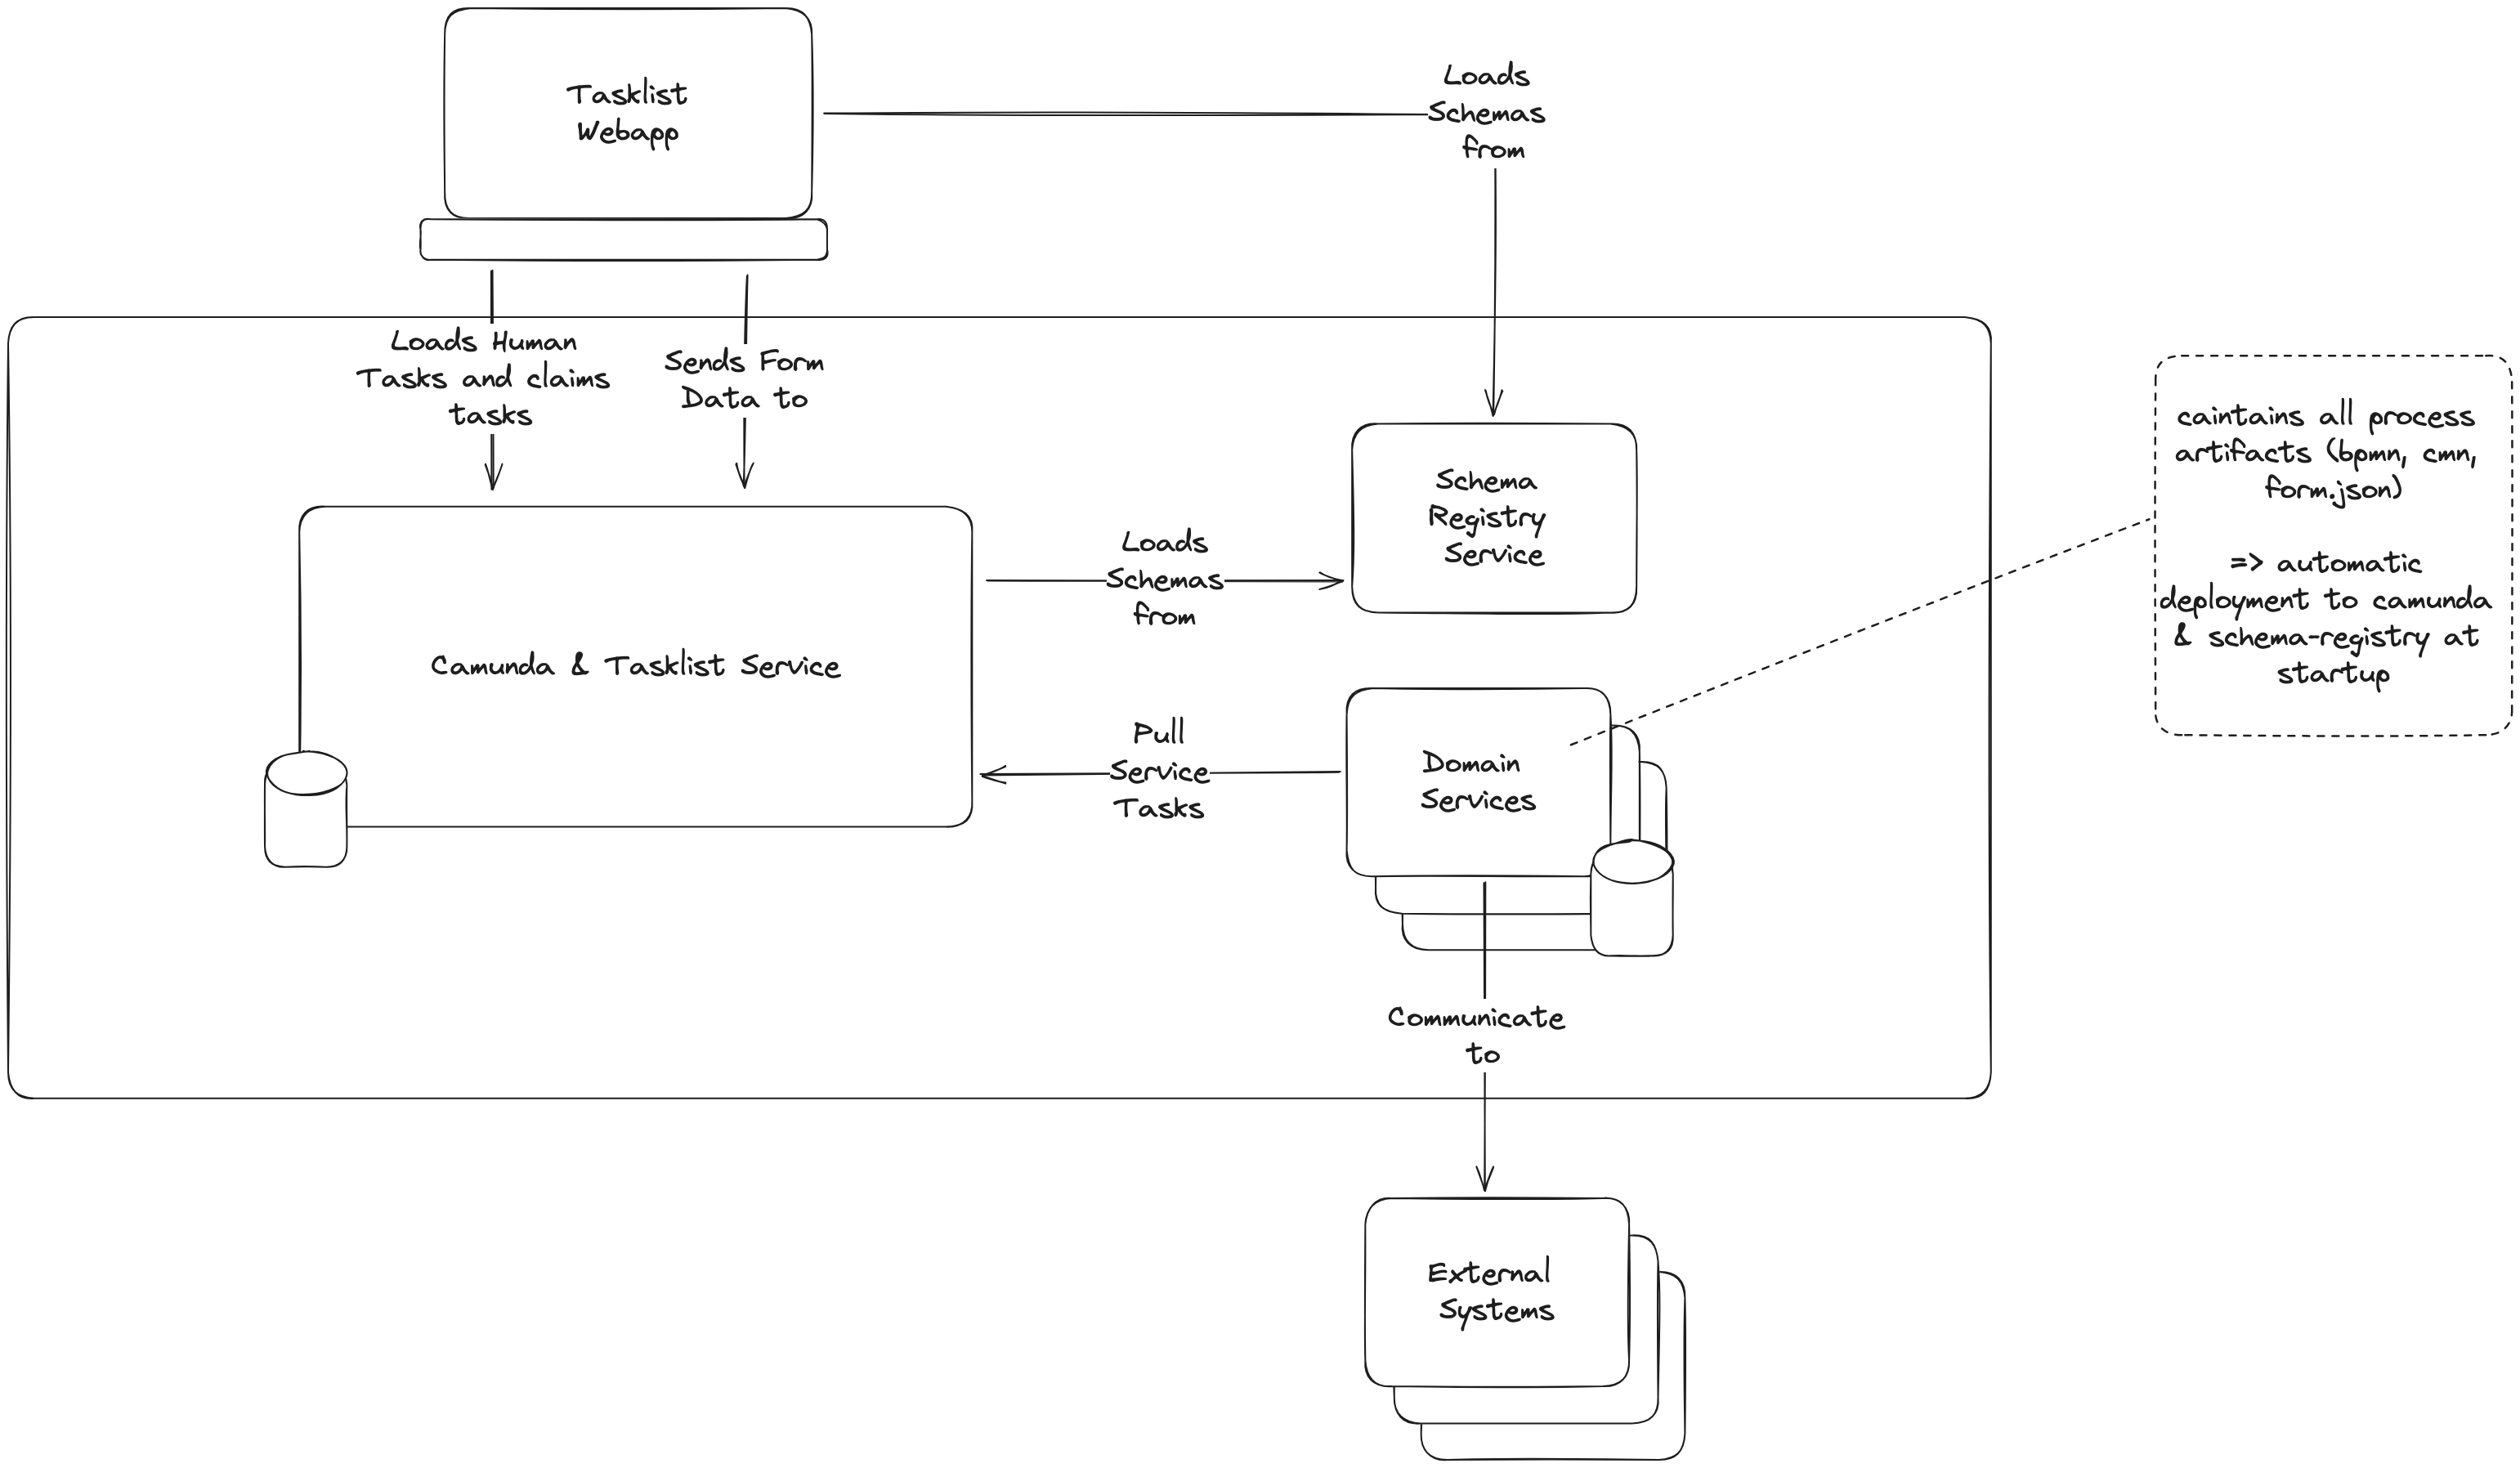 Tasklist
Webapp
Loads
Schemas
from
Loads Human
Tasks and claims
tasks
Sends Form
Data to
caintains all process
artifacts (bpmn, cmn,
form.json)
=> automatic
deployment to camunda
& schema-registry at
startup
Schema
Registry
Service
Loads
Schemas
from
Camunda & Tasklist Service
Pull
Service
Tasks
Domain
Services
Communicate
to
External
Systems